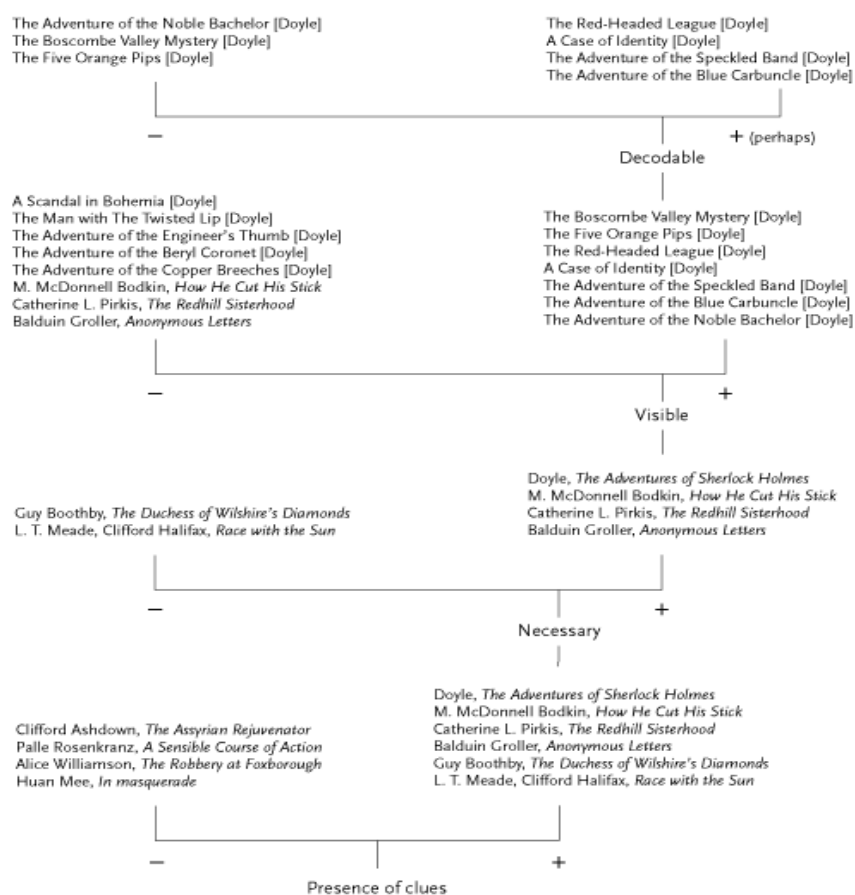 The Adventure of the Noble Bachelor [Doyle]
The Boscombe Valley Mystery [Doyle]
The Five Orange Pips [Doyle]
The Red-Headed League [Doyle]
A Case of Identity [Doyle]
The Adventure of the Speckled Band [Doyle]
The Adventure of the Blue Carbuncle [Doyle]
–
+ (perhaps)
Decodable
A Scandal in Bohemia [Doyle]
The Man with The Twisted Lip [Doyle]
The Adventure of the Engineer's Thumb [Doyle]
The Adventure of the Beryl Coronet [Doyle]
The Adventure of the Copper Breeches [Doyle]
M. McDonnell Bodkin, How He Cut His Stick
Catherine L. Pirkis, The Redhill Sisterhood
Balduin Groller, Anonymous Letters
The Boscombe Valley Mystery [Doyle]
The Five Orange Pips [Doyle]
The Red-Headed League [Doyle]
A Case of Identity [Doyle]
The Adventure of the Speckled Band [Doyle]
The Adventure of the Blue Carbuncle [Doyle]
The Adventure of the Noble Bachelor [Doyle]
–
+
Visible
Guy Boothby, The Duchess of Wilshire's Diamonds
L. T. Meade, Clifford Halifax, Race with the Sun
Doyle, The Adventures of Sherlock Holmes
M. McDonnell Bodkin, How He Cut His Stick
Catherine L. Pirkis, The Redhill Sisterhood
Balduin Groller, Anonymous Letters
–
+
Necessary
Clifford Ashdown, The Assyrian Rejuvenator
Palle Rosenkranz, A Sensible Course of Action
Alice Williamson, The Robbery at Foxborough
Huan Mee, In masquerade
Doyle, The Adventures of Sherlock Holmes
M. McDonnell Bodkin, How He Cut His Stick
Catherine L. Pirkis, The Redhill Sisterhood
Balduin Groller, Anonymous Letters
Guy Boothby, The Duchess of Wilshire's Diamonds
L. T. Meade, Clifford Halifax, Race with the Sun
–
+
Presence of clues